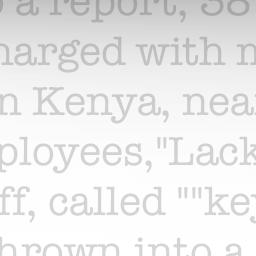 a report, 38
harged with m
n Kenya, nea
ployees,"Lack
ff, called ""key
hrown into a